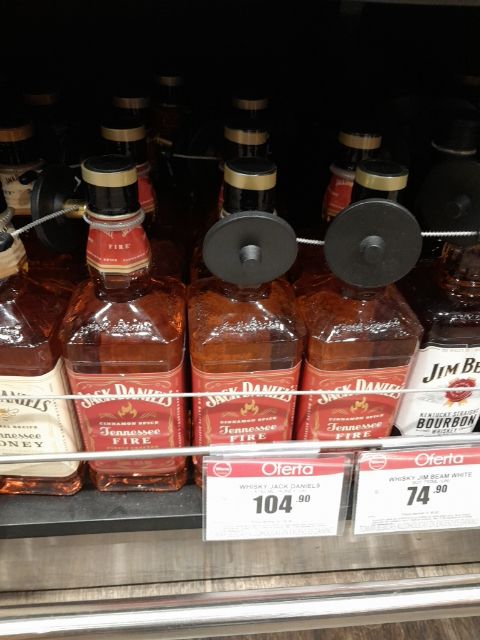 FIRE
JACK DANIEL'S
CINNAMON SPICE
Tennessee
FIRE
JACK DANIEL'S
CINNAMON SPICE
Tennessee
FIRE
JACK DANIEL'S
CINNAMON SPICE
Tennessee
FIRE
DANIEL'S
Tennessee
ONEY
JIM BE
KENTUCKY STRAIGHT
BOURBON
WHISKEY
Oferta
WHISKY JACK DANIELS
104,90
Oferta
WHISKY JIM BEAM WHITE
74,90